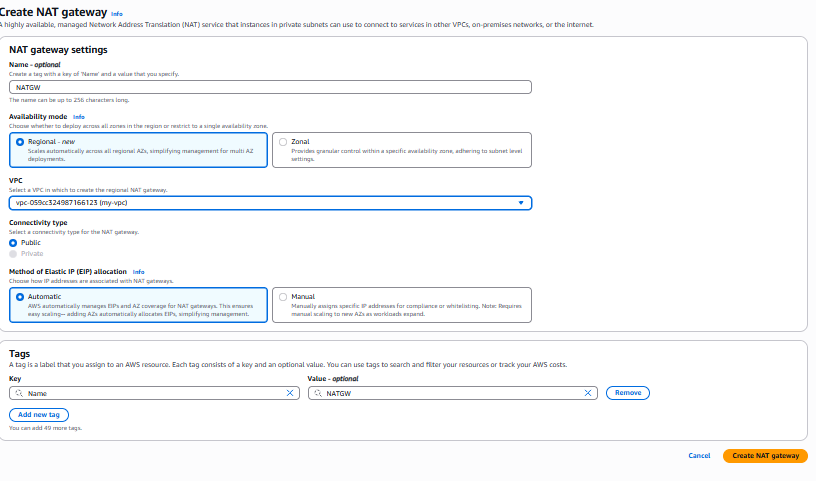 Create NAT gateway Info
A highly available, managed Network Address Translation (NAT) service that instances in private subnets can use to connect to services in other VPCs, on-premises networks, or the internet.
NAT gateway settings
Name - optional
Create a tag with a key of 'Name' and a value that you specify.
NATGW
The name can be up to 256 characters long.
Availability mode Info
Choose whether to deploy across all zones in the region or restrict to a single availability zone.
Regional - new
Scales automatically across all regional AZs, simplifying management for multi AZ
deployments.
Zonal
Provides granular control within a specific availability zone, adhering to subnet level
settings.
VPC
Select a VPC in which to create the regional NAT gateway.
vpc-059cc324987166123 (my-vpc)
Connectivity type
Select a connectivity type for the NAT gateway.
Public
Private
Method of Elastic IP (EIP) allocation Info
Choose how IP addresses are associated with NAT gateways.
Automatic
AWS automatically manages EIPs and AZ coverage for NAT gateways. This ensures
easy scaling-- adding AZs automatically allocates EIPs, simplifying management.
Manual
Manually assigns specific IP addresses for compliance or whitelisting. Note: Requires
manual scaling to new AZs as workloads expand.
Tags
A tag is a label that you assign to an AWS resource. Each tag consists of a key and an optional value. You can use tags to search and filter your resources or track your AWS costs.
Key
Value - optional
Name
NATGW
Remove
Add new tag
You can add 49 more tags.
Cancel
Create NAT gateway